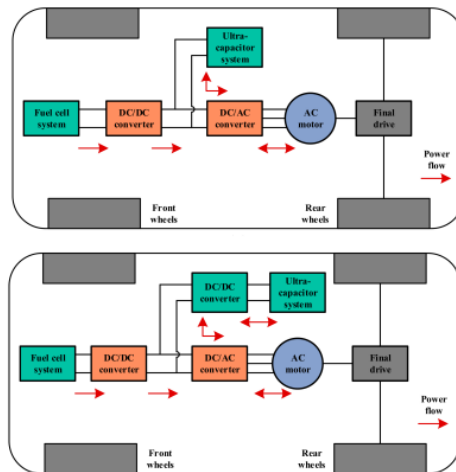 Ultra-
capacitor
system
Fuel cell
system
DC/DC
converter
DC/AC
converter
AC
motor
Final
drive
Power
flow
Front
wheels
Rear
wheels
DC/DC
converter
Ultra-
capacitor
system
Fuel cell
system
DC/DC
converter
DC/AC
converter
AC
motor
Final
drive
Power
flow
Front
wheels
Rear
wheels